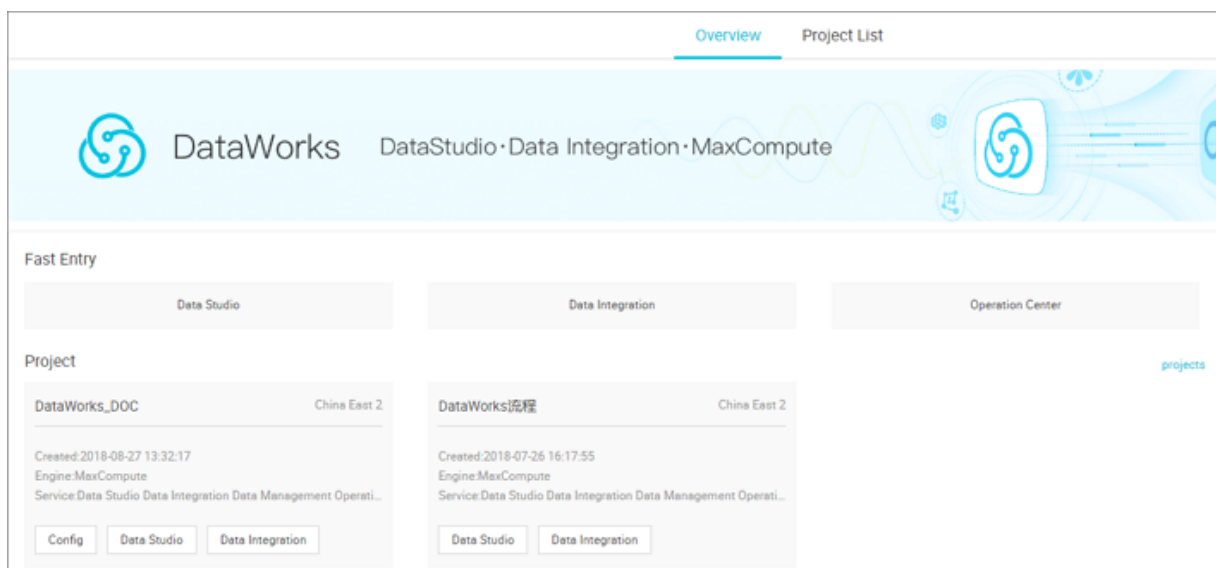 Overview Project List
DataWorks DataStudio·Data Integration·MaxCompute
Fast Entry
Data Studio Data Integration Operation Center
Project projects
DataWorks_DOC China East 2
Created:2018-08-27 13:32:17
Engine:MaxCompute
Service:Data Studio Data Integration Data Management Operati...
Config Data Studio Data Integration
DataWorks流程 China East 2
Created:2018-07-26 16:17:55
Engine:MaxCompute
Service:Data Studio Data Integration Data Management Operati...
Data Studio Data Integration